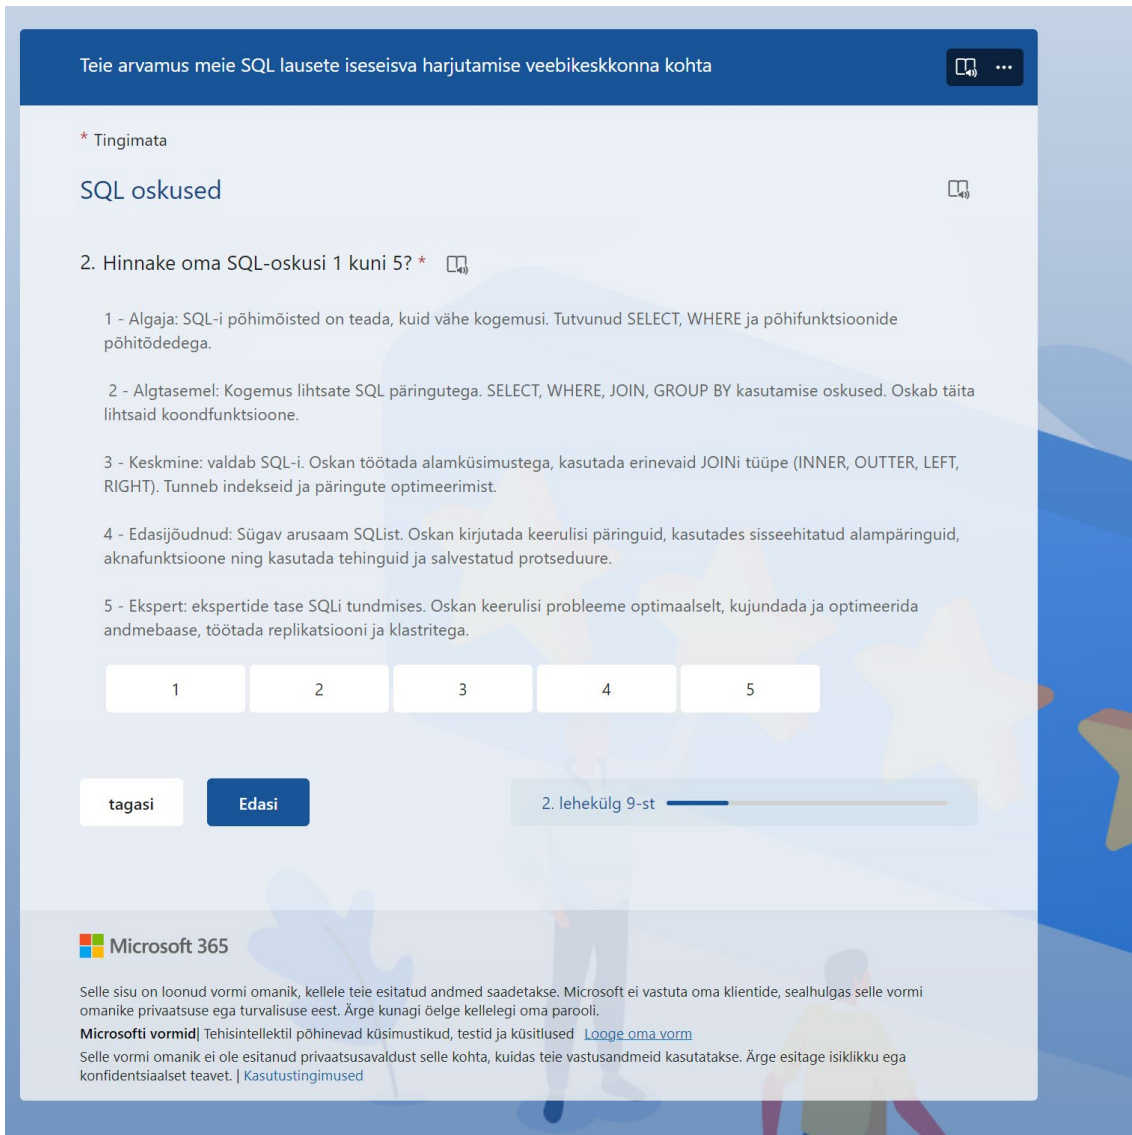 Teie arvamus meie SQL lausete iseseisva harjutamise veebikeskkonna kohta
* Tingimata
SQL oskused
2. Hinnake oma SQL-oskusi 1 kuni 5? *
1 - Algaja: SQL-i põhimõisted on teada, kuid vähe kogemusi. Tutvunud SELECT, WHERE ja põhifunktsioonide
põhitõdedega.
2 - Algtasemel: Kogemus lihtsate SQL päringutega. SELECT, WHERE, JOIN, GROUP BY kasutamise oskused. Oskab täita
lihtsaid koondfunktsioone.
3 - Keskmine: valdab SQL-i. Oskan töötada alamküsimustega, kasutada erinevaid JOINi tüüpe (INNER, OUTTER, LEFT,
RIGHT). Tunneb indekseid ja päringute optimeerimist.
4 - Edasijõudnud: Sügav arusaam SQList. Oskan kirjutada keerulisi päringuid, kasutades sisseehitatud alampäringuid,
aknafunktsioone ning kasutada tehinguid ja salvestatud protseduure.
5 - Ekspert: ekspertide tase SQLi tundmises. Oskan keerulisi probleeme optimaalselt, kujundada ja optimeerida
andmebaase, töötada replikatsiooni ja klastritega.
1 2 3 4 5
tagasi Edasi 2. lehekülg 9-st
Microsoft 365
Selle sisu on loonud vormi omanik, kellele teie esitatud andmed saadetakse. Microsoft ei vastuta oma klientide, sealhulgas selle vormi
omanike privaatsuse ega turvalisuse eest. Ärge kunagi öelge kellelegi oma parooli.
Microsofti vormid| Tehisintellektil põhinevad küsimustikud, testid ja küsitlused Looge oma vorm
Selle vormi omanik ei ole esitanud privaatsusavaldust selle kohta, kuidas teie vastusandmeid kasutatakse. Ärge esitage isiklikku ega
konfidentsiaalset teavet. | Kasutustingimused